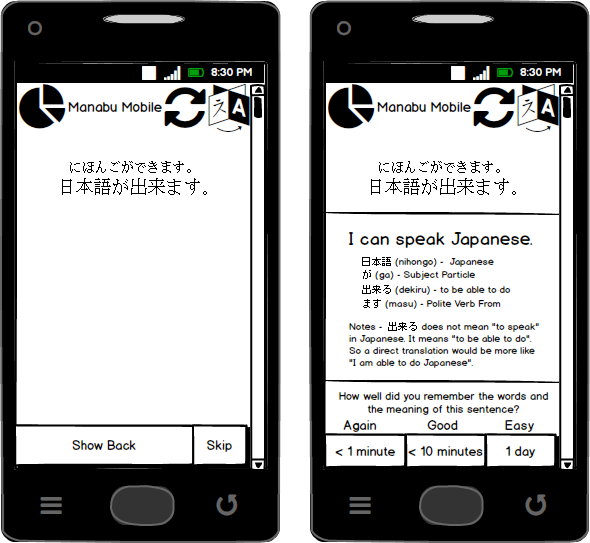 8:30 PM
Manabu Mobile
え A
にほんごができます。
日本語が出来ます。
Show Back
Skip
8:30 PM
Manabu Mobile
え A
にほんごができます。
日本語が出来ます。
I can speak Japanese.
日本語 (nihongo) - Japanese
が (ga) - Subject Particle
出来る (dekiru) - to be able to do
ます (masu) - Polite Verb From
Notes - 出来る does not mean "to speak"
in Japanese. It means "to be able to do".
So a direct translation would be more like
"I am able to do Japanese".
How well did you remember the words and
the meaning of this sentence?
Again Good Easy
< 1 minute < 10 minutes 1 day